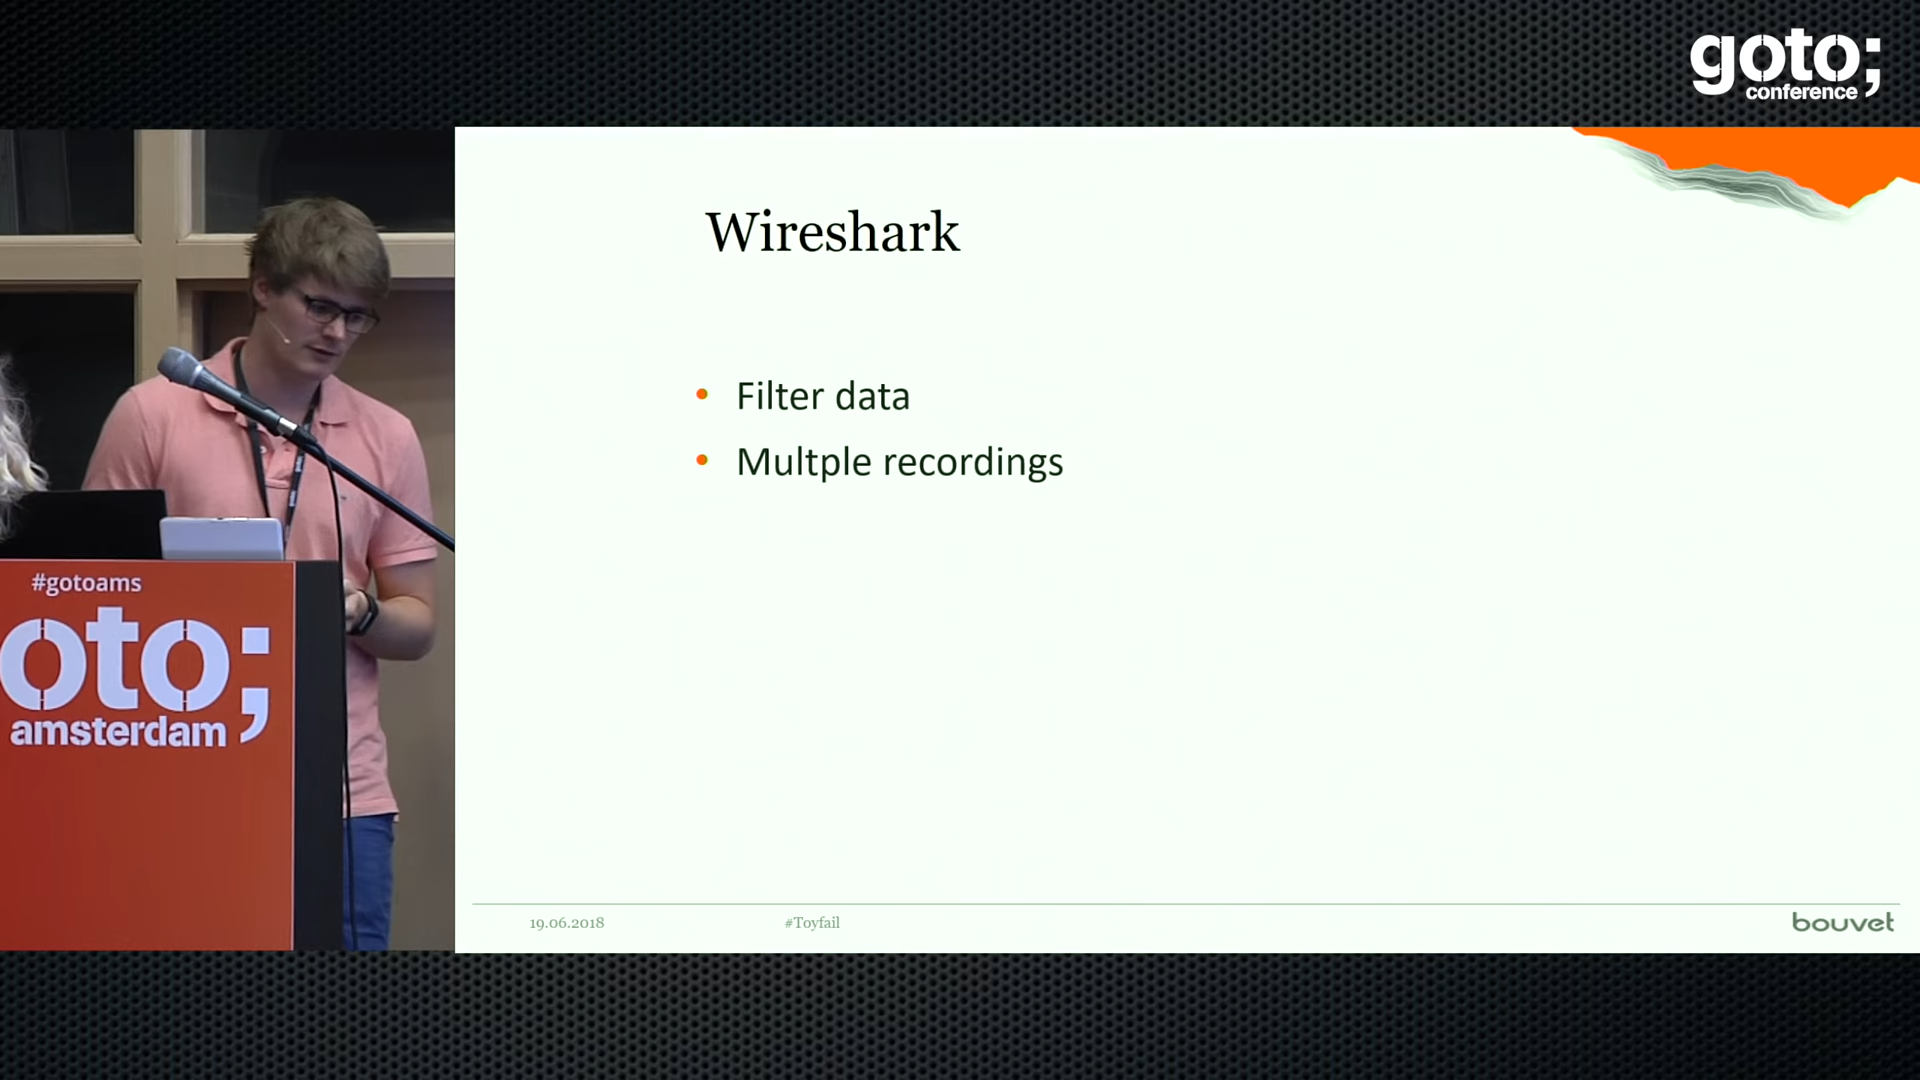 goto;
conference
Wireshark
• Filter data
• Multple recordings
#gotoams
oto;
amsterdam
19.06.2018
#Toyfail
bouvet